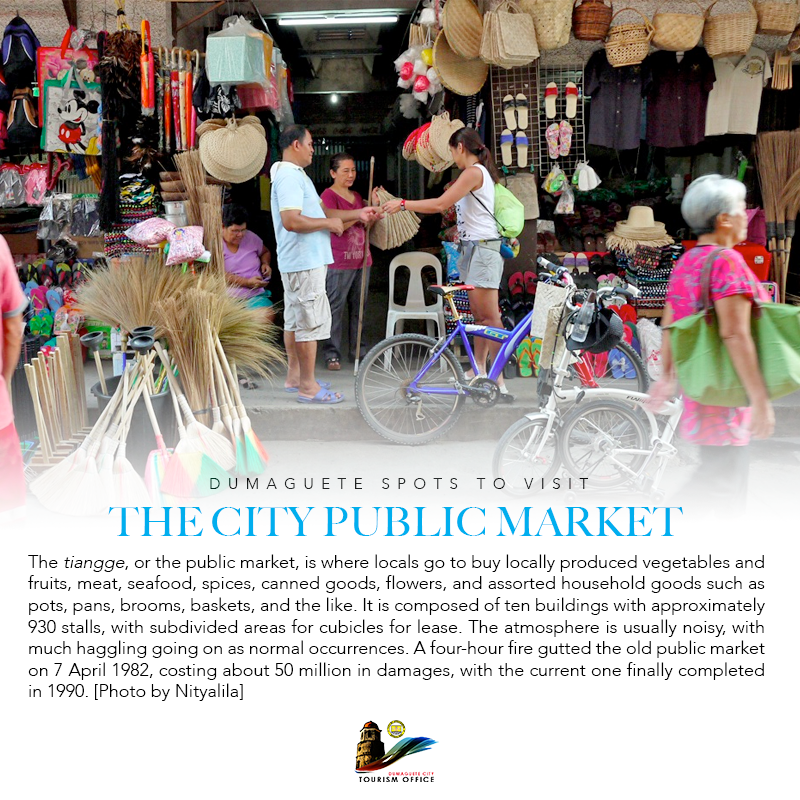 DUMAGUETE SPOTS TO VISIT
THE CITY PUBLIC MARKET
The tiangge, or the public market, is where locals go to buy locally produced vegetables and
fruits, meat, seafood, spices, canned goods, flowers, and assorted household goods such as
pots, pans, brooms, baskets, and the like. It is composed of ten buildings with approximately
930 stalls, with subdivided areas for cubicles for lease. The atmosphere is usually noisy, with
much haggling going on as normal occurrences. A four-hour fire gutted the old public market
on 7 April 1982, costing about 50 million in damages, with the current one finally completed
in 1990. [Photo by Nityalila]
DUMAGUETE CITY
TOURISM OFFICE